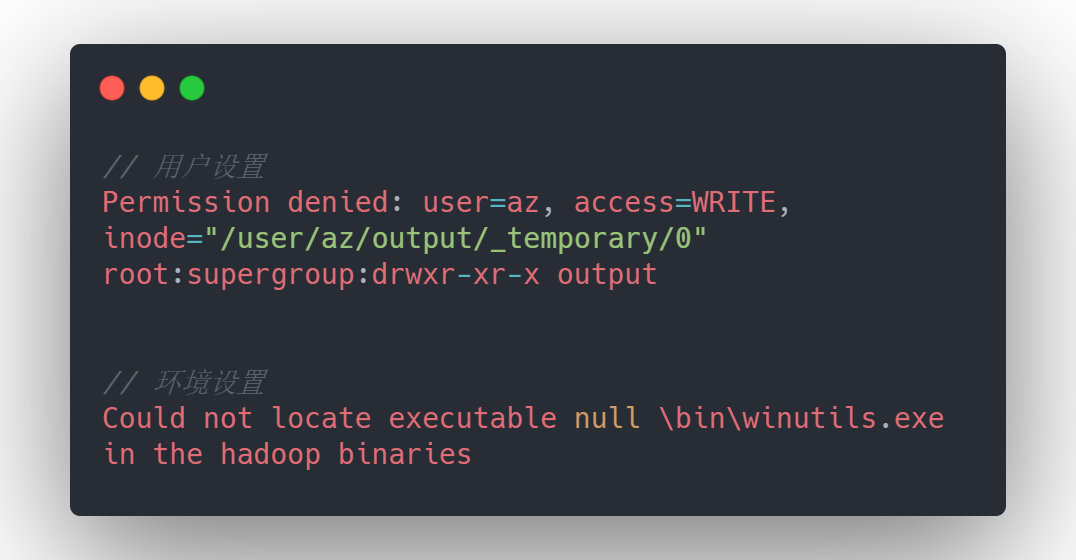 // 用户设置
Permission denied: user=az, access=WRITE,
inode="/user/az/output/_temporary/0"
root:supergroup:drwxr-xr-x output
// 环境设置
Could not locate executable null \bin\winutils.exe
in the hadoop binaries